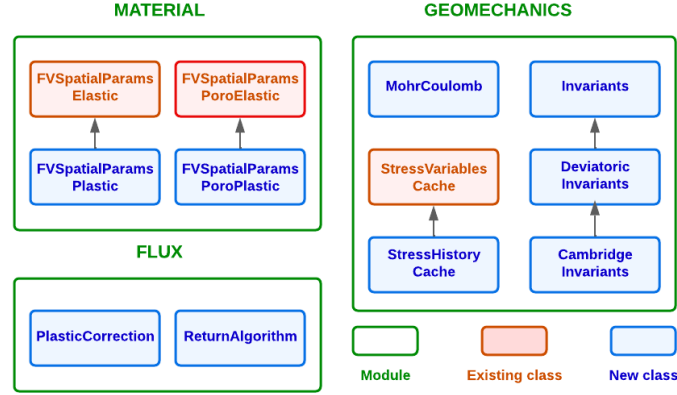 MATERIAL
FVSpatialParams
Elastic
FVSpatialParams
PoroElastic
FVSpatialParams
Plastic
FVSpatialParams
PoroPlastic
FLUX
PlasticCorrection
ReturnAlgorithm
GEOMECHANICS
MohrCoulomb
Invariants
StressVariables
Cache
Deviatoric
Invariants
StressHistory
Cache
Cambridge
Invariants
Module
Existing class
New class